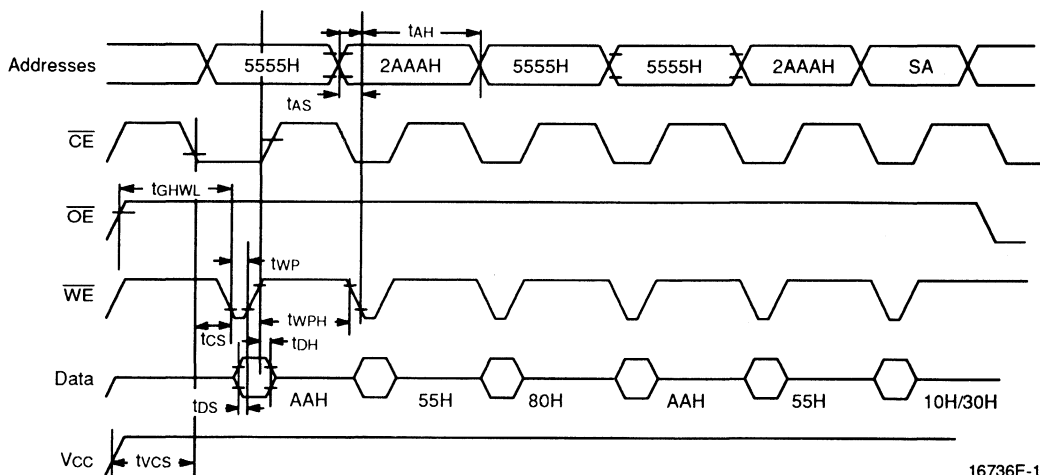 tAH
Addresses 5555H 2AAAH 5555H 5555H 2AAAH SA
tAS
CE
tGHWL
OE
tWP
WE
tCS tWPH
tDH
Data
tDS AAH 55H 80H AAH 55H 10H/30H
VCC tVCS
16736E-1